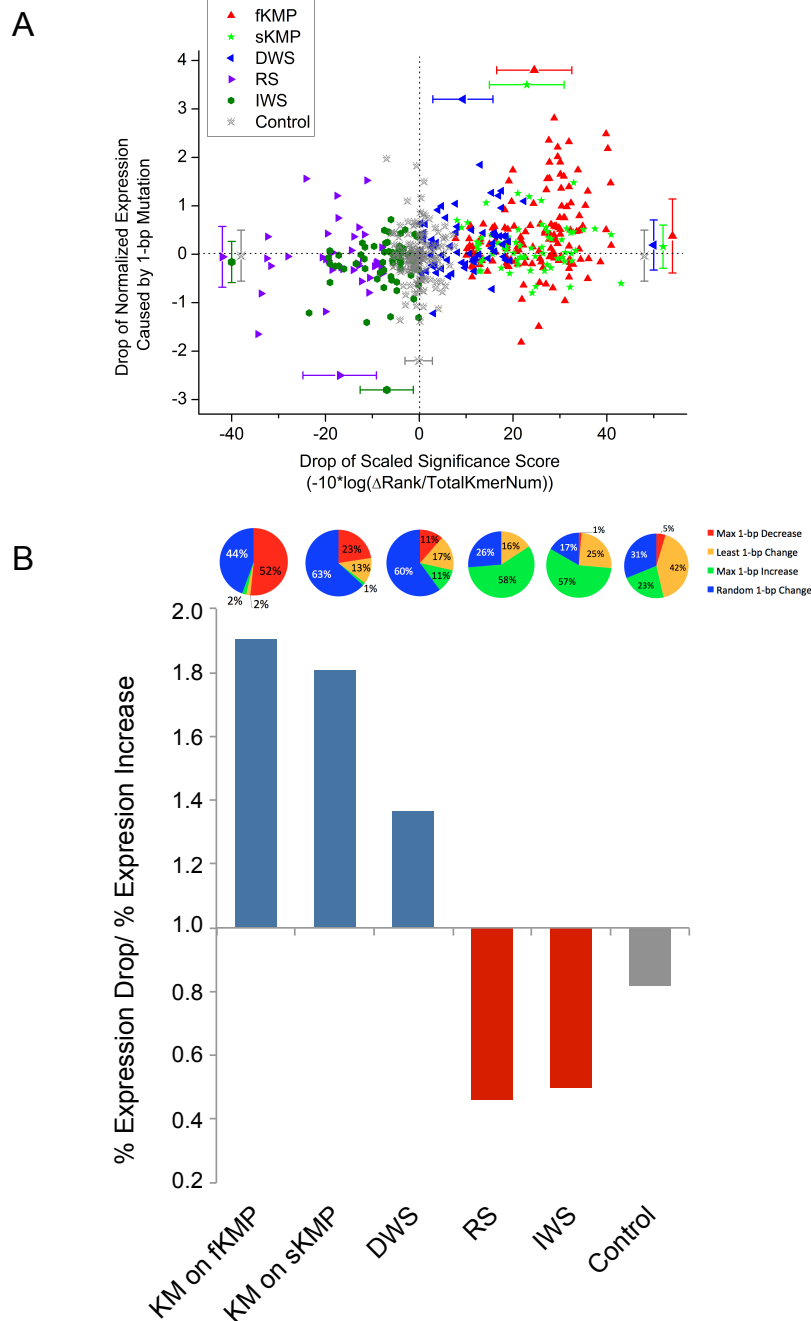 A
fKMP
sKMP
DWS
RS
IWS
Control
4
3
2
1
0
-1
-2
-3
Drop of Normalized Expression
Caused by 1-bp Mutation
-40
-20
0
20
40
Drop of Scaled Significance Score
(-10*log(ΔRank/TotalKmerNum))
B
44%
52%
2%
2%
23%
13%
1%
63%
11%
17%
11%
60%
16%
58%
26%
1%
25%
57%
17%
5%
42%
23%
31%
Max 1-bp Decrease
Least 1-bp Change
Max 1-bp Increase
Random 1-bp Change
2.0
1.8
1.6
1.4
1.2
1.0
0.8
0.6
0.4
0.2
% Expression Drop/ % Expresion Increase
KM on fKMP
KM on sKMP
DWS
RS
IWS
Control